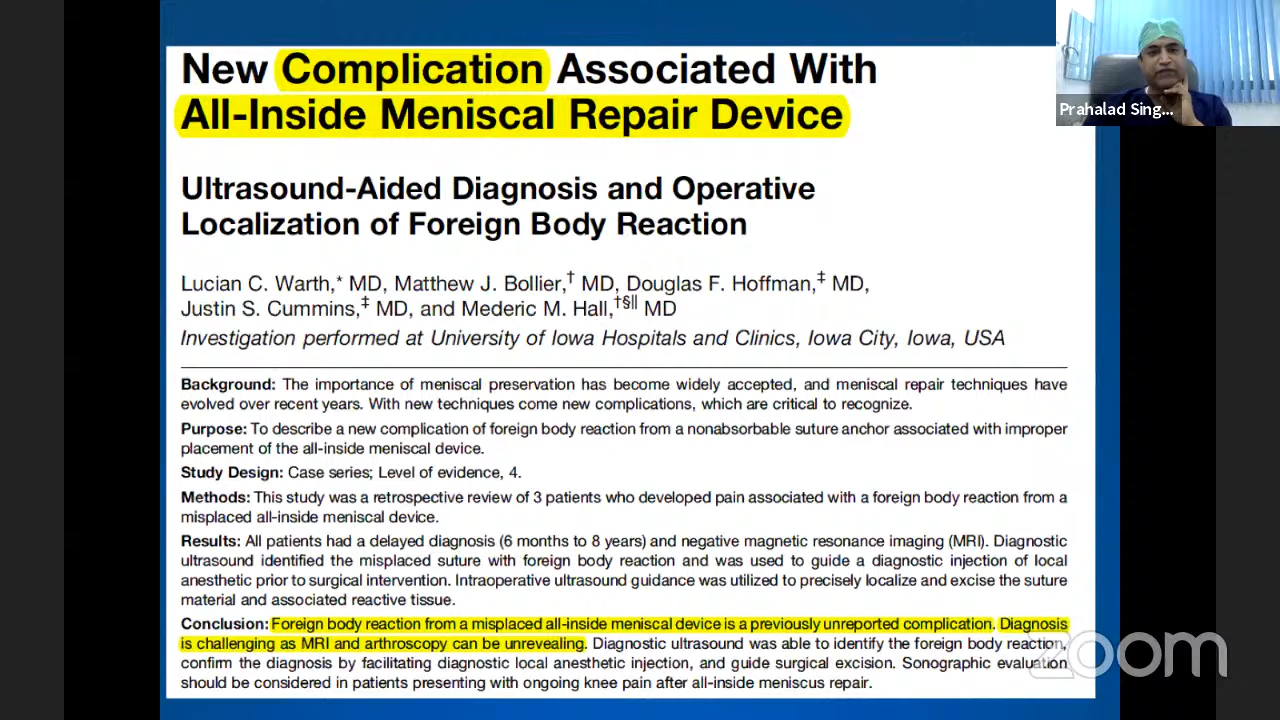 New Complication Associated With
All-Inside Meniscal Repair Device
Prahalad Sing...
Ultrasound-Aided Diagnosis and Operative
Localization of Foreign Body Reaction
Lucian C. Warth,* MD, Matthew J. Bollier,† MD, Douglas F. Hoffman,‡ MD,
Justin S. Cummins,‡ MD, and Mederic M. Hall,†§|| MD
Investigation performed at University of Iowa Hospitals and Clinics, Iowa City, Iowa, USA
Background: The importance of meniscal preservation has become widely accepted, and meniscal repair techniques have
evolved over recent years. With new techniques come new complications, which are critical to recognize.
Purpose: To describe a new complication of foreign body reaction from a nonabsorbable suture anchor associated with improper
placement of the all-inside meniscal device.
Study Design: Case series; Level of evidence, 4.
Methods: This study was a retrospective review of 3 patients who developed pain associated with a foreign body reaction from a
misplaced all-inside meniscal device.
Results: All patients had a delayed diagnosis (6 months to 8 years) and negative magnetic resonance imaging (MRI). Diagnostic
ultrasound identified the misplaced suture with foreign body reaction and was used to guide a diagnostic injection of local
anesthetic prior to surgical intervention. Intraoperative ultrasound guidance was utilized to precisely localize and excise the suture
material and associated reactive tissue.
Conclusion: Foreign body reaction from a misplaced all-inside meniscal device is a previously unreported complication. Diagnosis
is challenging as MRI and arthroscopy can be unrevealing. Diagnostic ultrasound was able to identify the foreign body reaction,
confirm the diagnosis by facilitating diagnostic local anesthetic injection, and guide surgical excision. Sonographic evaluation
should be considered in patients presenting with ongoing knee pain after all-inside meniscus repair.
zoom